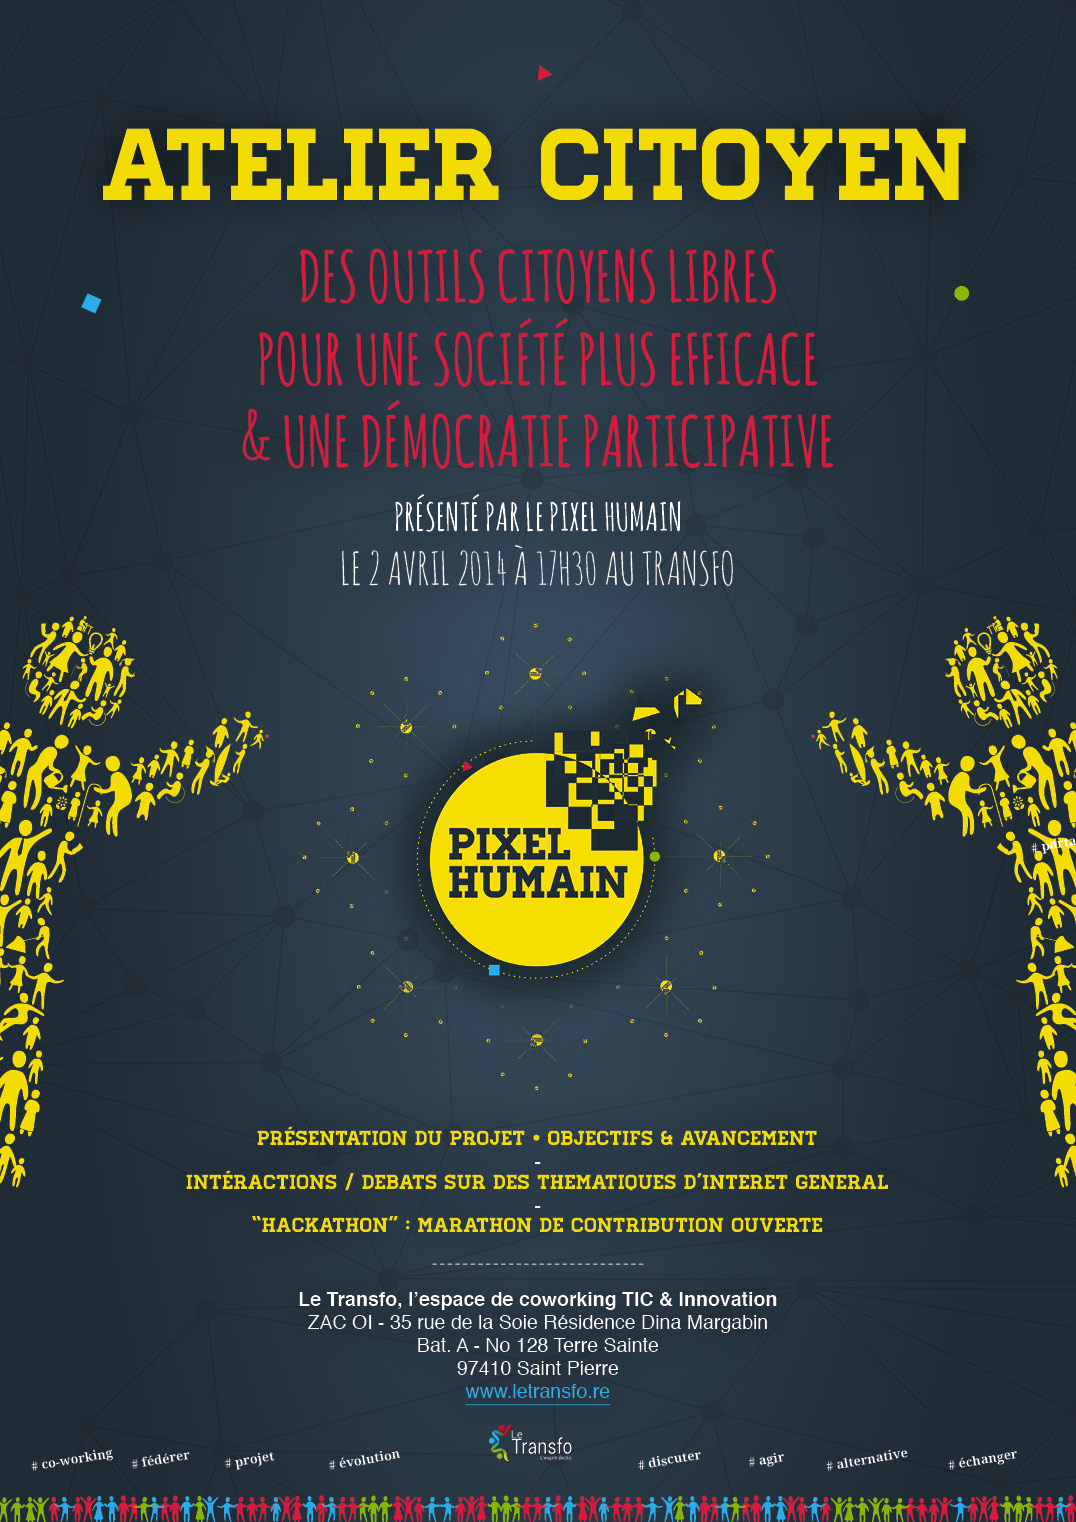 ATELIER CITOYEN
DES OUTILS CITOYENS LIBRES
POUR UNE SOCIÉTÉ PLUS EFFICACE
& UNE DÉMOCRATIE PARTICIPATIVE
PRÉSENTÉ PAR LE PIXEL HUMAIN
LE 2 AVRIL 2014 À 17H30 AU TRANSFO
PIXEL
HUMAIN
# parta
PRÉSENTATION DU PROJET • OBJECTIFS & AVANCEMENT
-
INTÉRACTIONS / DEBATS SUR DES THEMATIQUES D'INTERET GENERAL
-
"HACKATHON" : MARATHON DE CONTRIBUTION OUVERTE
----------------------------
Le Transfo, l'espace de coworking TIC & Innovation
ZAC OI - 35 rue de la Soie Résidence Dina Margabin
Bat. A - No 128 Terre Sainte
97410 Saint Pierre
www.letransfo.re
Le
Transfo
L'esprit déclic
# co-working # fédérer # projet # évolution # discuter # agir # alternative # échanger